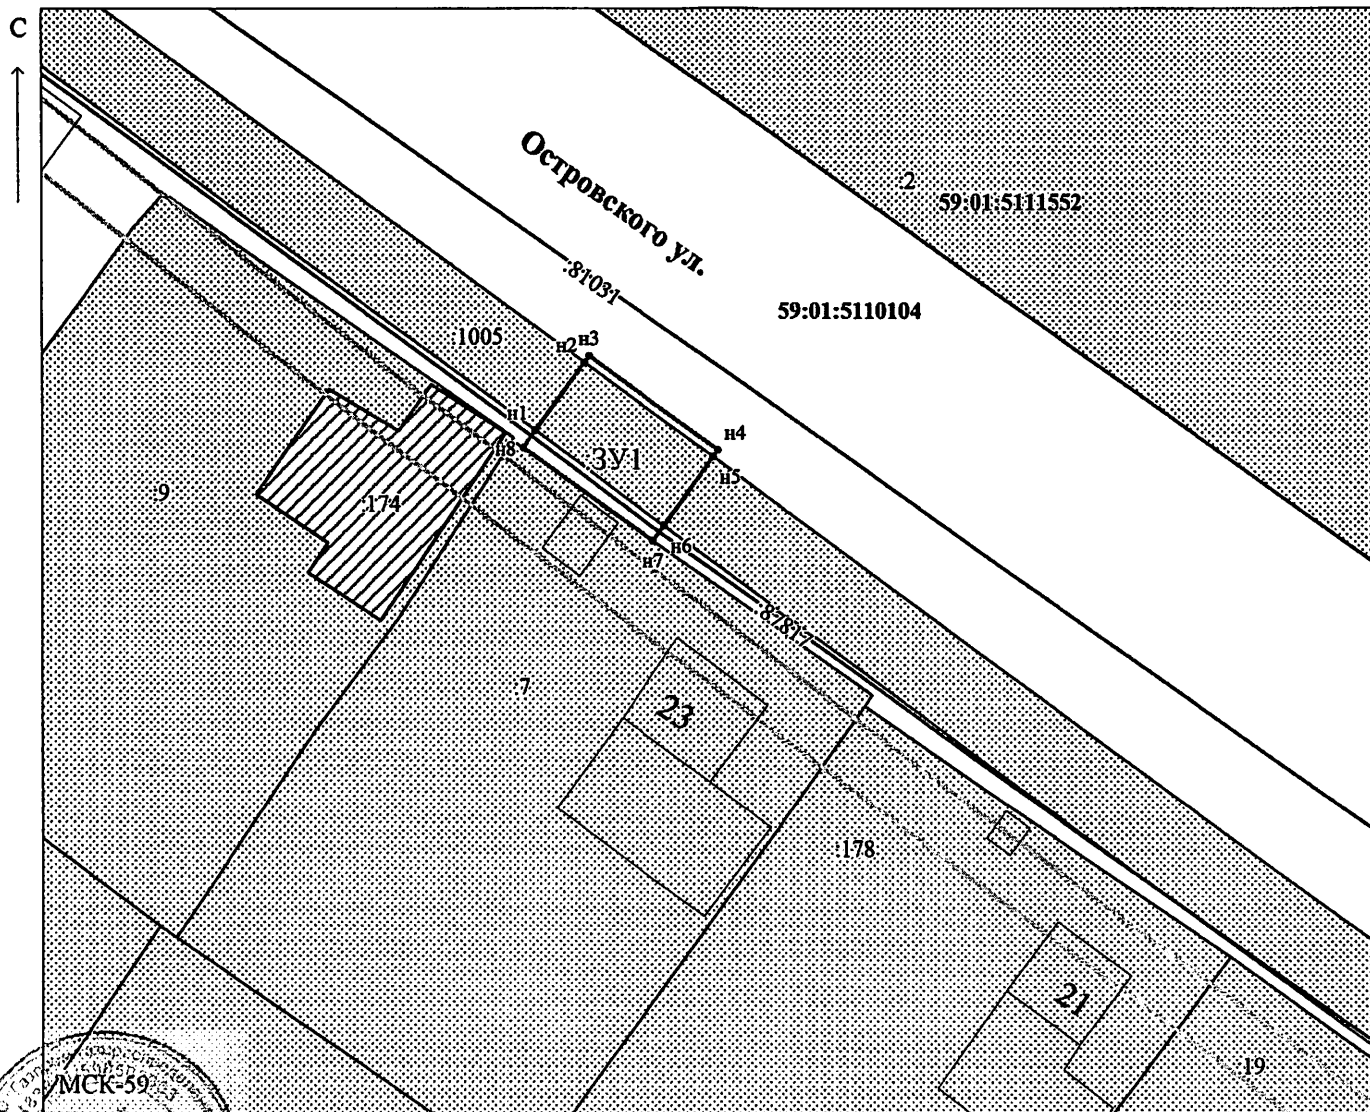 С
Островского ул.
:2
59:01:5111552
:81031
59:01:5110104
:1005
н2
н3
н1
н4
н8
:ЗУ1
н5
:9
:174
н6
н7
:87817
:7
23
:178
21
:19
МСК-59